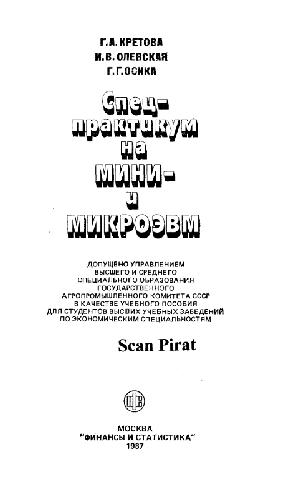 Г. А. КРЕТОВА
И. В. ОЛЕВСКАЯ
Г. Г. ОСИКА
Спец-
практикум
на
МИНИ-
и
МИКРОЭВМ
ДОПУЩЕНО УПРАВЛЕНИЕМ
ВЫСШЕГО И СРЕДНЕГО
СПЕЦИАЛЬНОГО ОБРАЗОВАНИЯ
ГОСУДАРСТВЕННОГО
АГРОПРОМЫШЛЕННОГО КОМИТЕТА СССР
В КАЧЕСТВЕ УЧЕБНОГО ПОСОБИЯ
ДЛЯ СТУДЕНТОВ ВЫСШИХ УЧЕБНЫХ ЗАВЕДЕНИЙ
ПО ЭКОНОМИЧЕСКИМ СПЕЦИАЛЬНОСТЯМ
Scan Pirat
МОСКВА
"ФИНАНСЫ И СТАТИСТИКА"
1987